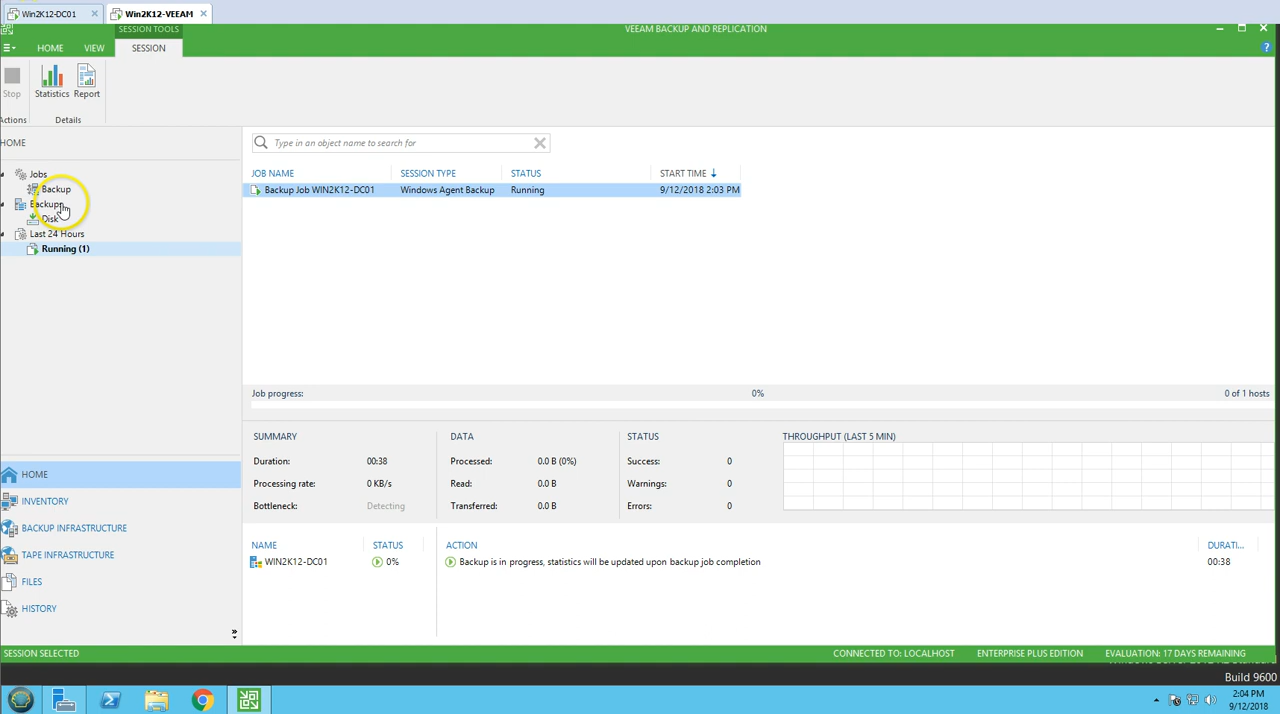 Win2K12-DC01
Win2K12-VEEAM
SESSION TOOLS
VEEAM BACKUP AND REPLICATION
HOME VIEW SESSION
Stop Statistics Report
Actions Details
HOME
Type in an object name to search for
Jobs
Backup
Backups
Disk
Last 24 Hours
Running (1)
JOB NAME SESSION TYPE STATUS START TIME
Backup Job WIN2K12-DC01 Windows Agent Backup Running 9/12/2018 2:03 PM
Job progress: 0% 0 of 1 hosts
SUMMARY DATA STATUS THROUGHPUT (LAST 5 MIN)
Duration: 00:38 Processed: 0.0 B (0%) Success: 0
Processing rate: 0 KB/s Read: 0.0 B Warnings: 0
Bottleneck: Detecting Transferred: 0.0 B Errors: 0
NAME STATUS ACTION DURATI...
WIN2K12-DC01 0% Backup is in progress, statistics will be updated upon backup job completion 00:38
HOME
INVENTORY
BACKUP INFRASTRUCTURE
TAPE INFRASTRUCTURE
FILES
HISTORY
SESSION SELECTED CONNECTED TO: LOCALHOST ENTERPRISE PLUS EDITION EVALUATION: 17 DAYS REMAINING
Build 9600
2:04 PM
9/12/2018